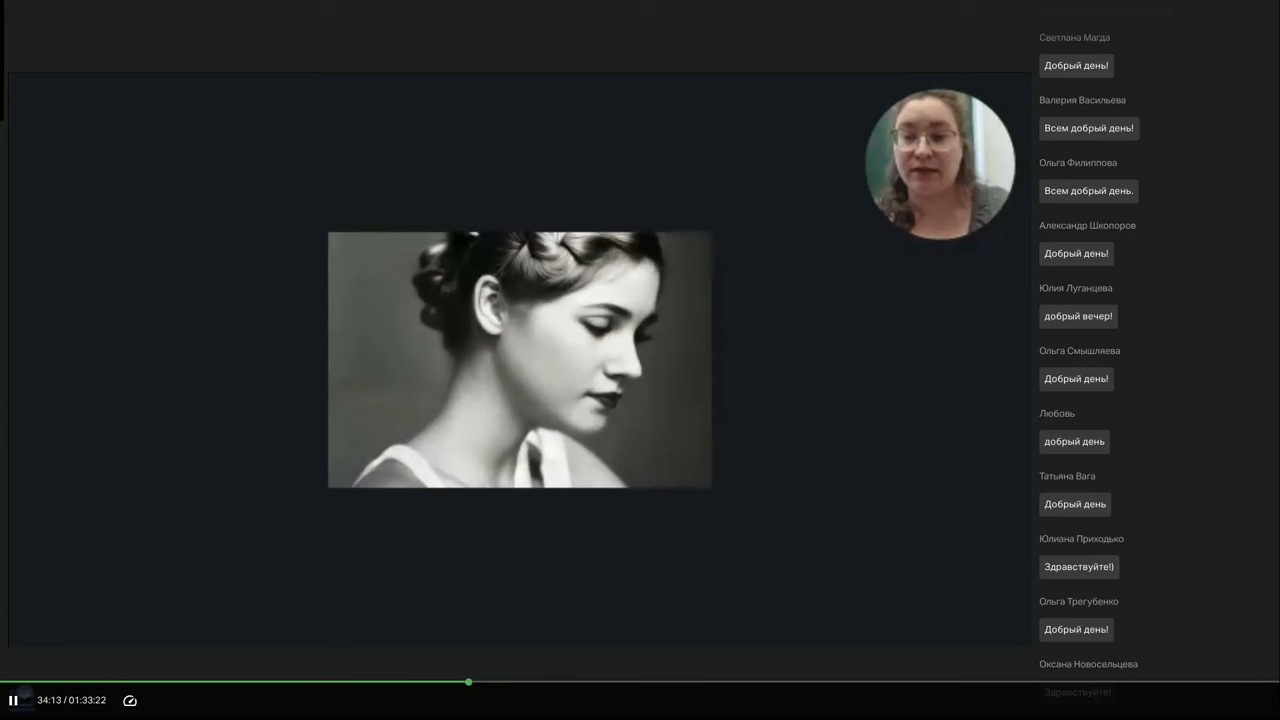 Светлана Магда
Добрый день!
Валерия Васильева
Всем добрый день!
Ольга Филиппова
Всем добрый день.
Александр Шкопоров
Добрый день!
Юлия Луганцева
добрый вечер!
Ольга Смышляева
Добрый день!
Любовь
добрый день
Татьяна Вага
Добрый день
Юлиана Приходько
Здравствуйте!)
Ольга Трегубенко
Добрый день!
Оксана Новосельцева
Здравствуйте!
34:13 / 01:33:22